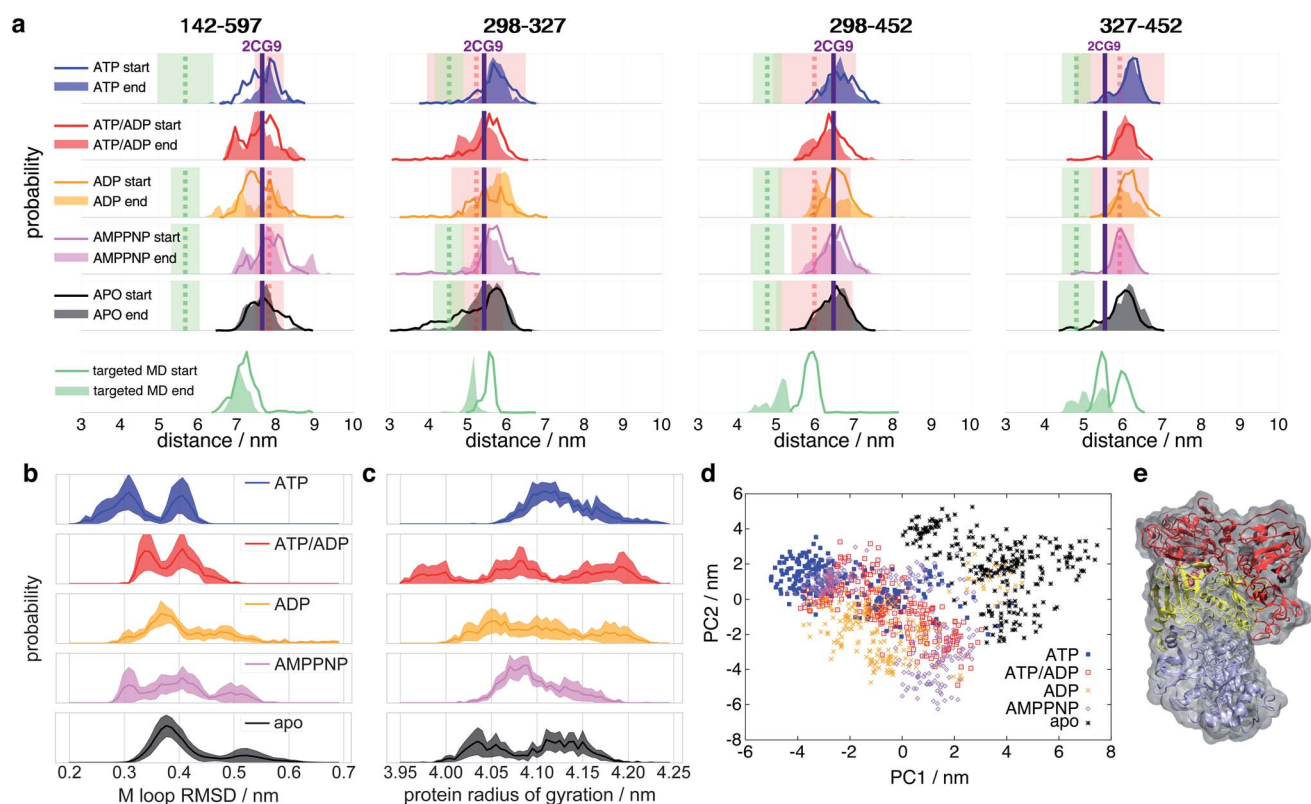 a
142-597 298-327 298-452 327-452
2CG9 2CG9 2CG9 2CG9
ATP start
ATP end
ATP/ADP start
ATP/ADP end
ADP start
ADP end
AMPPNP start
AMPPNP end
APO start
APO end
targeted MD start
targeted MD end
probability
3 4 5 6 7 8 9 10 3 4 5 6 7 8 9 10 3 4 5 6 7 8 9 10 3 4 5 6 7 8 9 10
distance / nm distance / nm distance / nm distance / nm
b
ATP
ATP/ADP
ADP
AMPPNP
apo
probability
0.2 0.3 0.4 0.5 0.6 0.7
M loop RMSD / nm
c
3.95 4.00 4.05 4.10 4.15 4.20 4.25
protein radius of gyration / nm
d
6
4
2
0
-2
-4
-6
-8
PC2 / nm
ATP
ATP/ADP
ADP
AMPPNP
apo
-6 -4 -2 0 2 4 6 8
PC1 / nm
e